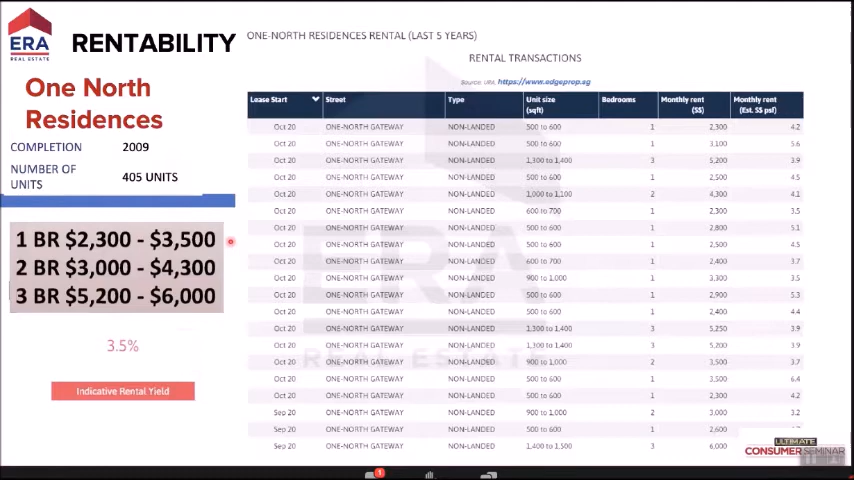 ERA
REAL ESTATE
RENTABILITY
One North
Residences
COMPLETION 2009
NUMBER OF
UNITS 405 UNITS
1 BR $2,300 - $3,500
2 BR $3,000 - $4,300
3 BR $5,200 - $6,000
3.5%
Indicative Rental Yield
ONE-NORTH RESIDENCES RENTAL (LAST 5 YEARS)
RENTAL TRANSACTIONS
Source: URA, https://www.edgeprop.sg
Lease Start Street Type Unit size (sqft) Bedrooms Monthly rent (S$) Monthly rent (Est. S$ psf)
Oct 20 ONE-NORTH GATEWAY NON-LANDED 500 to 600 1 2,300 4.2
Oct 20 ONE-NORTH GATEWAY NON-LANDED 500 to 600 1 3,100 5.6
Oct 20 ONE-NORTH GATEWAY NON-LANDED 1,300 to 1,400 3 5,200 3.9
Oct 20 ONE-NORTH GATEWAY NON-LANDED 500 to 600 1 2,500 4.5
Oct 20 ONE-NORTH GATEWAY NON-LANDED 1,000 to 1,100 2 4,300 4.1
Oct 20 ONE-NORTH GATEWAY NON-LANDED 600 to 700 1 2,300 3.5
Oct 20 ONE-NORTH GATEWAY NON-LANDED 500 to 600 1 2,800 5.1
Oct 20 ONE-NORTH GATEWAY NON-LANDED 500 to 600 1 2,500 4.5
Oct 20 ONE-NORTH GATEWAY NON-LANDED 600 to 700 1 2,400 3.7
Oct 20 ONE-NORTH GATEWAY NON-LANDED 900 to 1,000 2 3,300 3.5
Oct 20 ONE-NORTH GATEWAY NON-LANDED 500 to 600 1 2,900 5.3
Oct 20 ONE-NORTH GATEWAY NON-LANDED 500 to 600 1 2,400 4.4
Oct 20 ONE-NORTH GATEWAY NON-LANDED 1,300 to 1,400 3 5,250 3.9
Oct 20 ONE-NORTH GATEWAY NON-LANDED 1,300 to 1,400 3 5,200 3.9
Oct 20 ONE-NORTH GATEWAY NON-LANDED 900 to 1,000 2 3,500 3.7
Oct 20 ONE-NORTH GATEWAY NON-LANDED 500 to 600 1 3,500 6.4
Oct 20 ONE-NORTH GATEWAY NON-LANDED 500 to 600 1 2,300 4.2
Sep 20 ONE-NORTH GATEWAY NON-LANDED 900 to 1,000 2 3,000 3.2
Sep 20 ONE-NORTH GATEWAY NON-LANDED 500 to 600 1 2,600
Sep 20 ONE-NORTH GATEWAY NON-LANDED 1,400 to 1,500 3 6,000
ERA
REAL ESTATE
ULTIMATE
CONSUMER SEMINAR
1